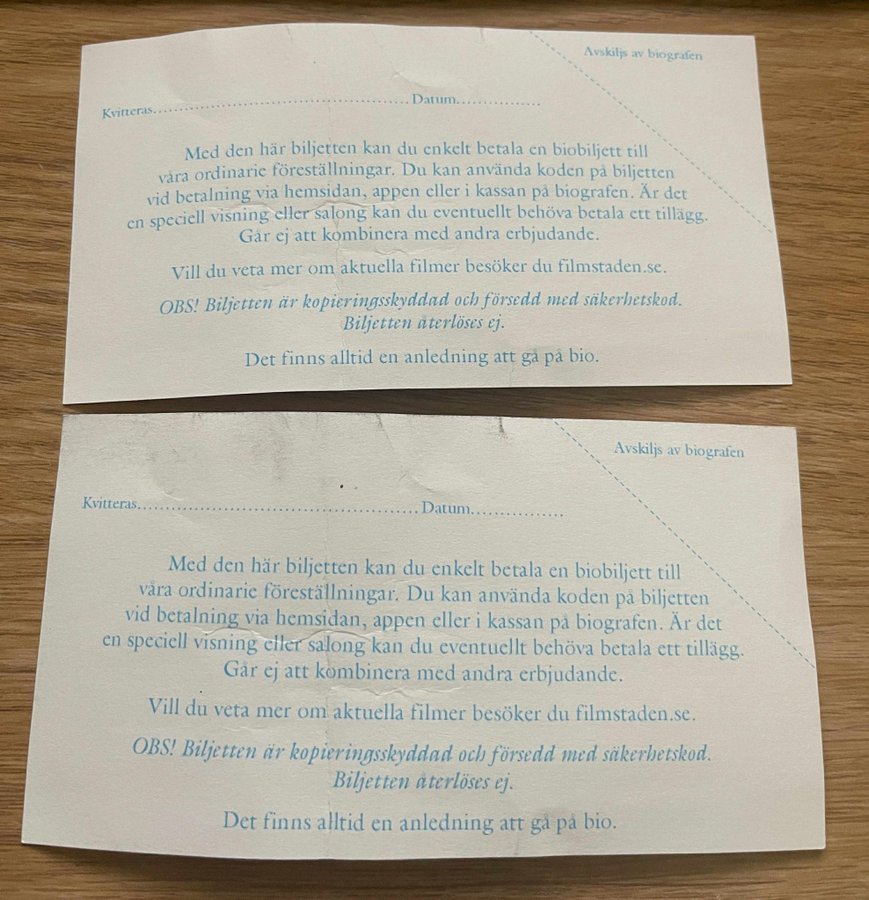 Avskiljs av biografen
Kvitteras................................................Datum...............
Med den här biljetten kan du enkelt betala en biobiljett till
våra ordinarie föreställningar. Du kan använda koden på biljetten
vid betalning via hemsidan, appen eller i kassan på biografen. Är det
en speciell visning eller salong kan du eventuellt behöva betala ett tillägg.
Går ej att kombinera med andra erbjudande.
Vill du veta mer om aktuella filmer besöker du filmstaden.se.
OBS! Biljetten är kopieringsskyddad och försedd med säkerhetskod.
Biljetten återlöses ej.
Det finns alltid en anledning att gå på bio.
Avskiljs av biografen
Kvitteras................................................Datum................
Med den här biljetten kan du enkelt betala en biobiljett till
våra ordinarie föreställningar. Du kan använda koden på biljetten
vid betalning via hemsidan, appen eller i kassan på biografen. Är det
en speciell visning eller salong kan du eventuellt behöva betala ett tillägg.
Går ej att kombinera med andra erbjudande.
Vill du veta mer om aktuella filmer besöker du filmstaden.se.
OBS! Biljetten är kopieringsskyddad och försedd med säkerhetskod.
Biljetten återlöses ej.
Det finns alltid en anledning att gå på bio.